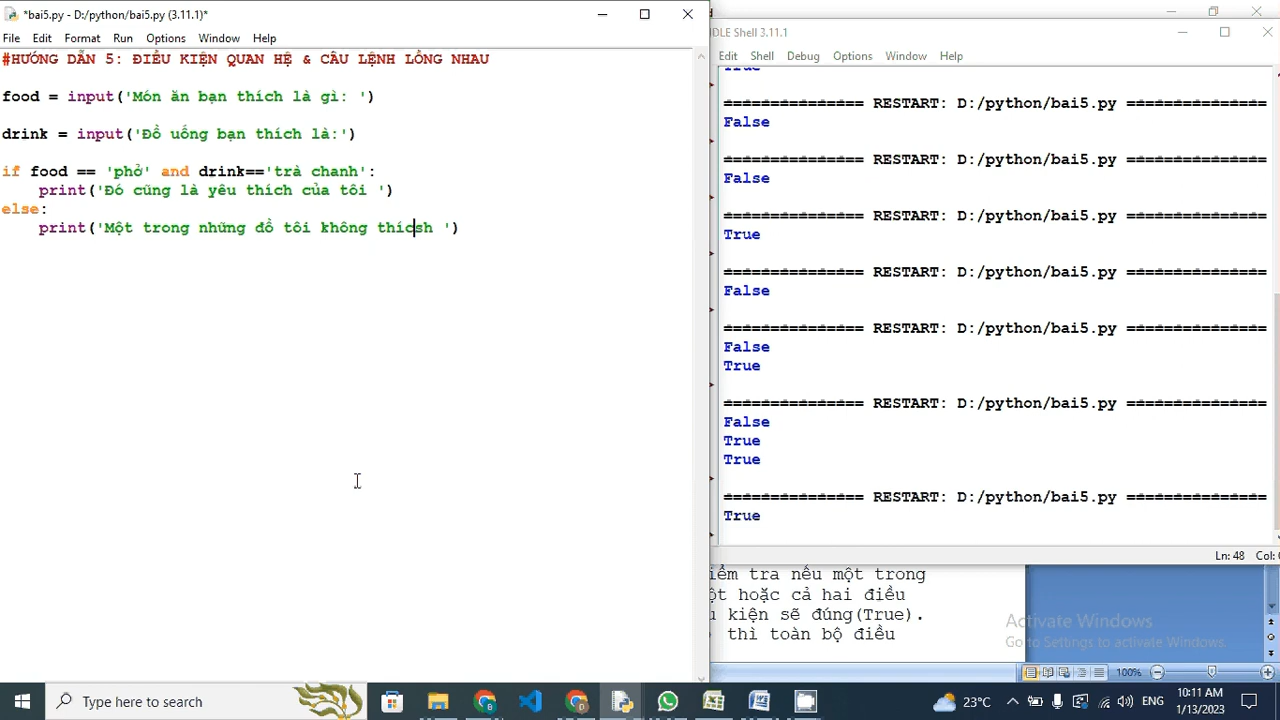 *bai5.py - D:/python/bai5.py (3.11.1)*
File Edit Format Run Options Window Help
#HƯỚNG DẪN 5: ĐIỀU KIỆN QUAN HỆ & CÂU LỆNH LỒNG NHAU
food = input('Món ăn bạn thích là gì: ')
drink = input('Đồ uống bạn thích là:')
if food == 'phở' and drink=='trà chanh':
print('Đó cũng là yêu thích của tôi ')
else:
print('Một trong những đồ tôi không thícsh ')
DLE Shell 3.11.1
Edit Shell Debug Options Window Help
True
=============== RESTART: D:/python/bai5.py ===============
False
=============== RESTART: D:/python/bai5.py ===============
False
=============== RESTART: D:/python/bai5.py ===============
True
=============== RESTART: D:/python/bai5.py ===============
False
=============== RESTART: D:/python/bai5.py ===============
False
True
=============== RESTART: D:/python/bai5.py ===============
False
True
True
=============== RESTART: D:/python/bai5.py ===============
True
Ln: 48 Col:
iểm tra nếu một trong
ột hoặc cả hai điều
u kiện sẽ đúng(True).
thì toàn bộ điều
Activate Windows
Go to Settings to activate Windows.
100%
Type here to search
23°C
ENG
10:11 AM
1/13/2023